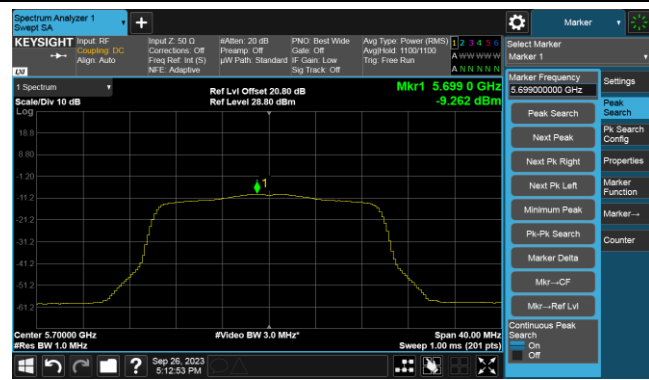 Spectrum Analyzer 1
Swept SA
+
Marker
KEYSIGHT
Input: RF
Coupling: DC
Align: Auto
Input Z: 50 Ω
Corrections: Off
Freq Ref: Int (S)
NFE: Adaptive
#Atten: 20 dB
Preamp: Off
µW Path: Standard
PNO: Best Wide
Gate: Off
IF Gain: Low
Sig Track: Off
Avg Type: Power (RMS)
Avg|Hold: 1100/1100
Trig: Free Run
1 2 3 4 5 6
A W W W W W
A N N N N N
LXI
Select Marker
Marker 1
1 Spectrum
Scale/Div 10 dB
Log
Ref Lvl Offset 20.80 dB
Ref Level 28.80 dBm
Mkr1 5.699 0 GHz
-9.262 dBm
18.8
8.80
-1.20
-11.2
-21.2
-31.2
-41.2
-51.2
-61.2
1
Center 5.70000 GHz
#Res BW 1.0 MHz
#Video BW 3.0 MHz*
Span 40.00 MHz
Sweep 1.00 ms (201 pts)
Marker Frequency
5.699000000 GHz
Peak Search
Next Peak
Next Pk Right
Next Pk Left
Minimum Peak
Pk-Pk Search
Marker Delta
Mkr→CF
Mkr→Ref Lvl
Continuous Peak
Search
On
Off
Settings
Peak
Search
Pk Search
Config
Properties
Marker
Function
Marker→
Counter
?
Sep 26, 2023
5:12:53 PM